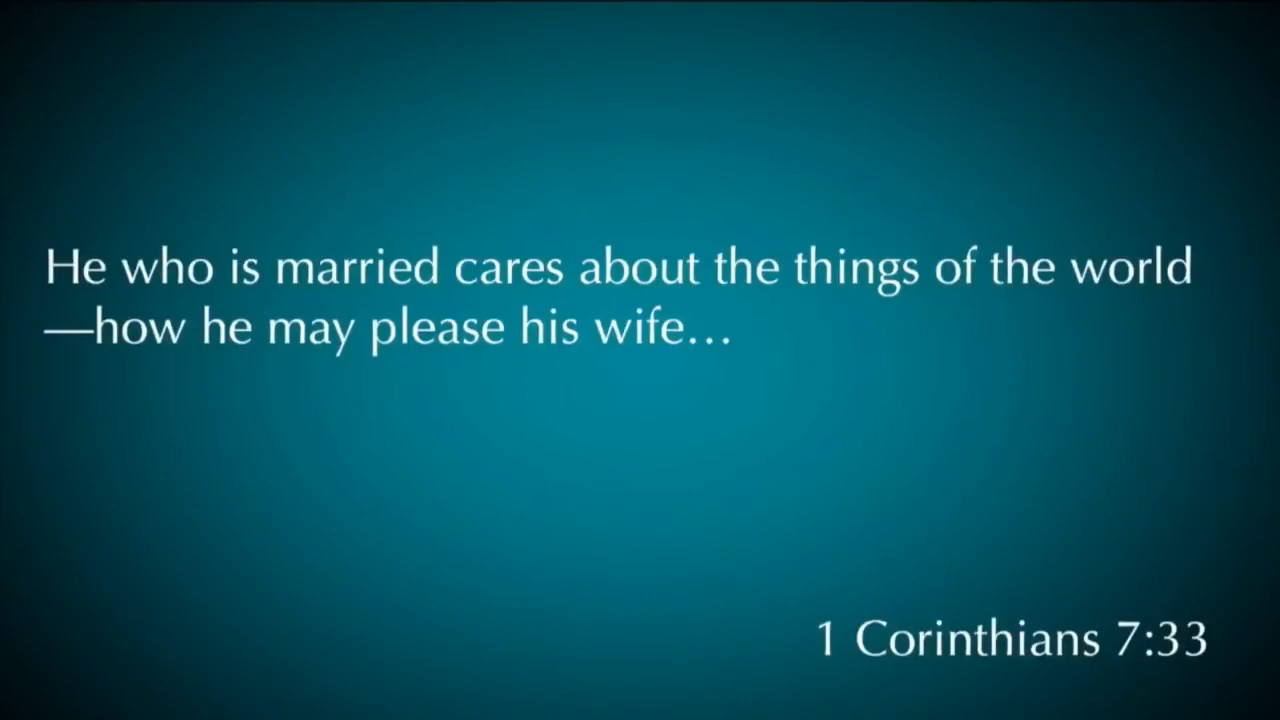 He who is married cares about the things of the world
—how he may please his wife…
1 Corinthians 7:33